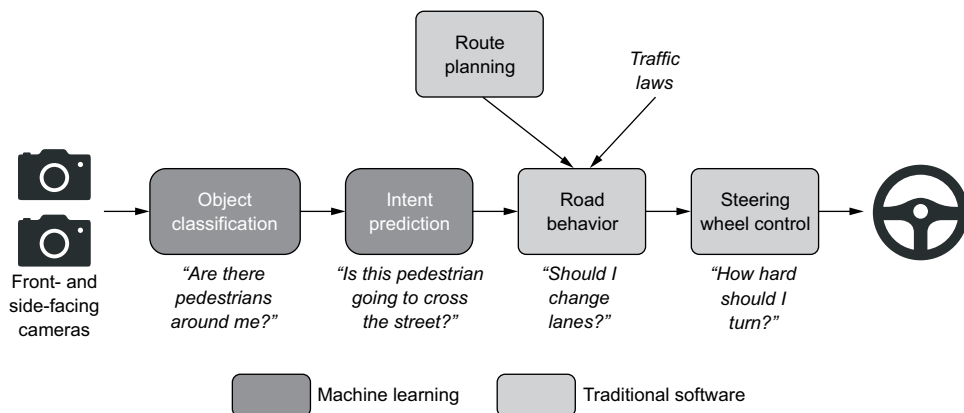 Route
planning
Traffic
laws
Object
classification
Intent
prediction
Road
behavior
Steering
wheel control
Front- and
side-facing
cameras
“Are there
pedestrians
around me?”
“Is this pedestrian
going to cross
the street?”
“Should I
change
lanes?”
“How hard
should I
turn?”
Machine learning
Traditional software